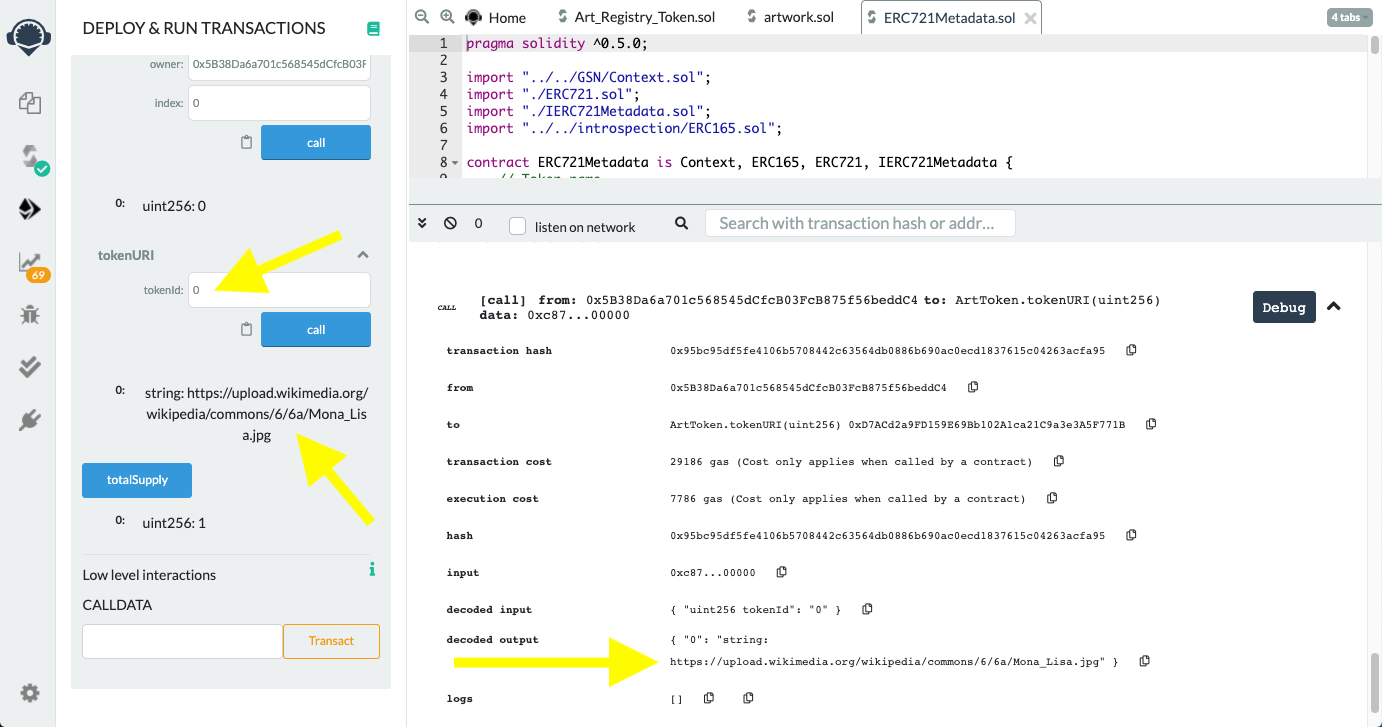 DEPLOY & RUN TRANSACTIONS
owner:
0x5B38Da6a701c568545dCfcB03F
index:
0
call
0:
uint256: 0
tokenURI
tokenId:
0
call
0:
string: https://upload.wikimedia.org/
wikipedia/commons/6/6a/Mona_Lis
a.jpg
totalSupply
0:
uint256: 1
Low level interactions
i
CALLDATA
Transact
69
Home
Art_Registry_Token.sol
artwork.sol
ERC721Metadata.sol
4 tabs
1 pragma solidity ^0.5.0;
2
3 import "../../GSN/Context.sol";
4 import "./ERC721.sol";
5 import "./IERC721Metadata.sol";
6 import "../../introspection/ERC165.sol";
7
8 contract ERC721Metadata is Context, ERC165, ERC721, IERC721Metadata {
9 // Token name
0
listen on network
Search with transaction hash or addr...
CALL
[call] from: 0x5B38Da6a701c568545dCfcB03FcB875f56beddC4 to: ArtToken.tokenURI(uint256)
data: 0xc87...00000
Debug
transaction hash 0x95bc95df5fe4106b5708442c63564db0886b690ac0ecd1837615c04263acfa95
from 0x5B38Da6a701c568545dCfcB03FcB875f56beddC4
to ArtToken.tokenURI(uint256) 0xD7ACd2a9FD159E69Bb102A1ca21C9a3e3A5F771B
transaction cost 29186 gas (Cost only applies when called by a contract)
execution cost 7786 gas (Cost only applies when called by a contract)
hash 0x95bc95df5fe4106b5708442c63564db0886b690ac0ecd1837615c04263acfa95
input 0xc87...00000
decoded input { "uint256 tokenId": "0" }
decoded output { "0": "string:
https://upload.wikimedia.org/wikipedia/commons/6/6a/Mona_Lisa.jpg" }
logs []